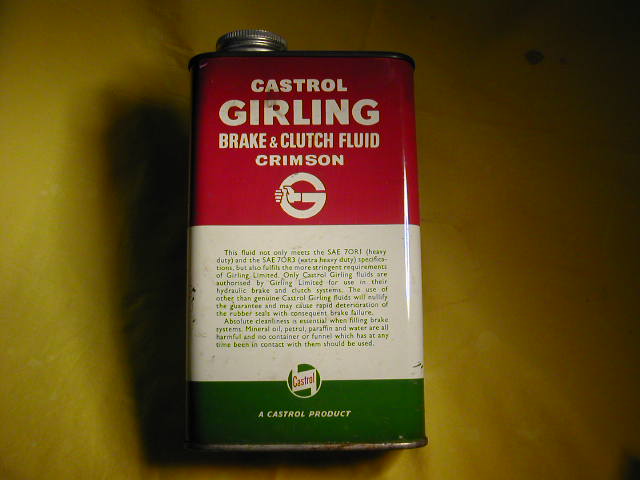 CASTROL
GIRLING
BRAKE & CLUTCH FLUID
CRIMSON
G
This fluid not only meets the SAE 70R1 (heavy
duty) and the SAE 70R3 (extra heavy duty) specifica-
tions, but also fulfils the more stringent requirements
of Girling Limited. Only Castrol Girling fluids are
authorised by Girling Limited for use in their
hydraulic brake and clutch systems. The use of
other than genuine Castrol Girling fluids will nullify
the guarantee and may cause rapid deterioration of
the rubber seals with consequent brake failure.
Absolute cleanliness is essential when filling brake
systems. Mineral oil, petrol, paraffin and water are all
harmful and no container or funnel which has at any
time been in contact with them should be used.
Castrol
A CASTROL PRODUCT